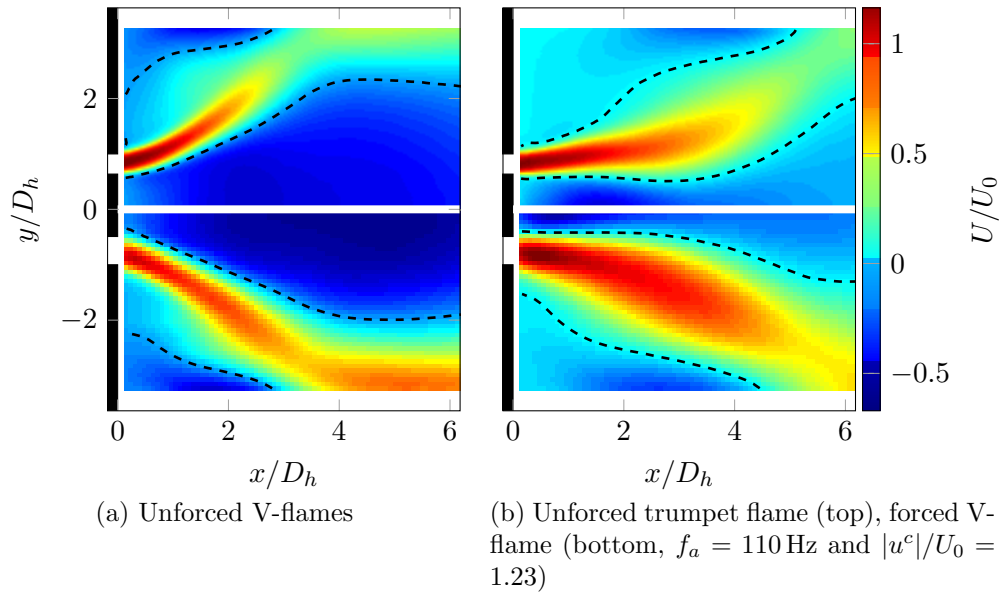 2
0
−2
y/D_h
0
2
4
6
x/D_h
0
2
4
6
x/D_h
1
0.5
0
−0.5
U/U_0
(a) Unforced V-flames
(b) Unforced trumpet flame (top), forced V-
flame (bottom, f_a = 110 Hz and |u^c|/U_0 =
1.23)